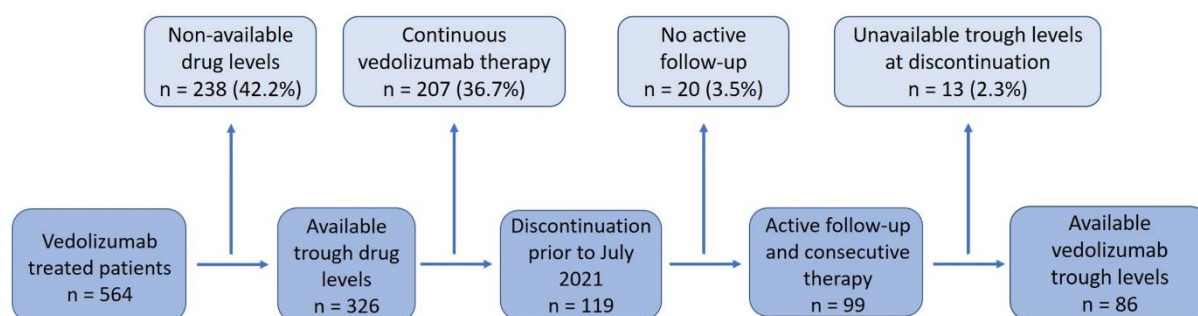 Non-available
drug levels
n = 238 (42.2%)
Continuous
vedolizumab therapy
n = 207 (36.7%)
No active
follow-up
n = 20 (3.5%)
Unavailable trough levels
at discontinuation
n = 13 (2.3%)
Vedolizumab
treated patients
n = 564
Available
trough drug
levels
n = 326
Discontinuation
prior to July
2021
n = 119
Active follow-up
and consecutive
therapy
n = 99
Available
vedolizumab
trough levels
n = 86